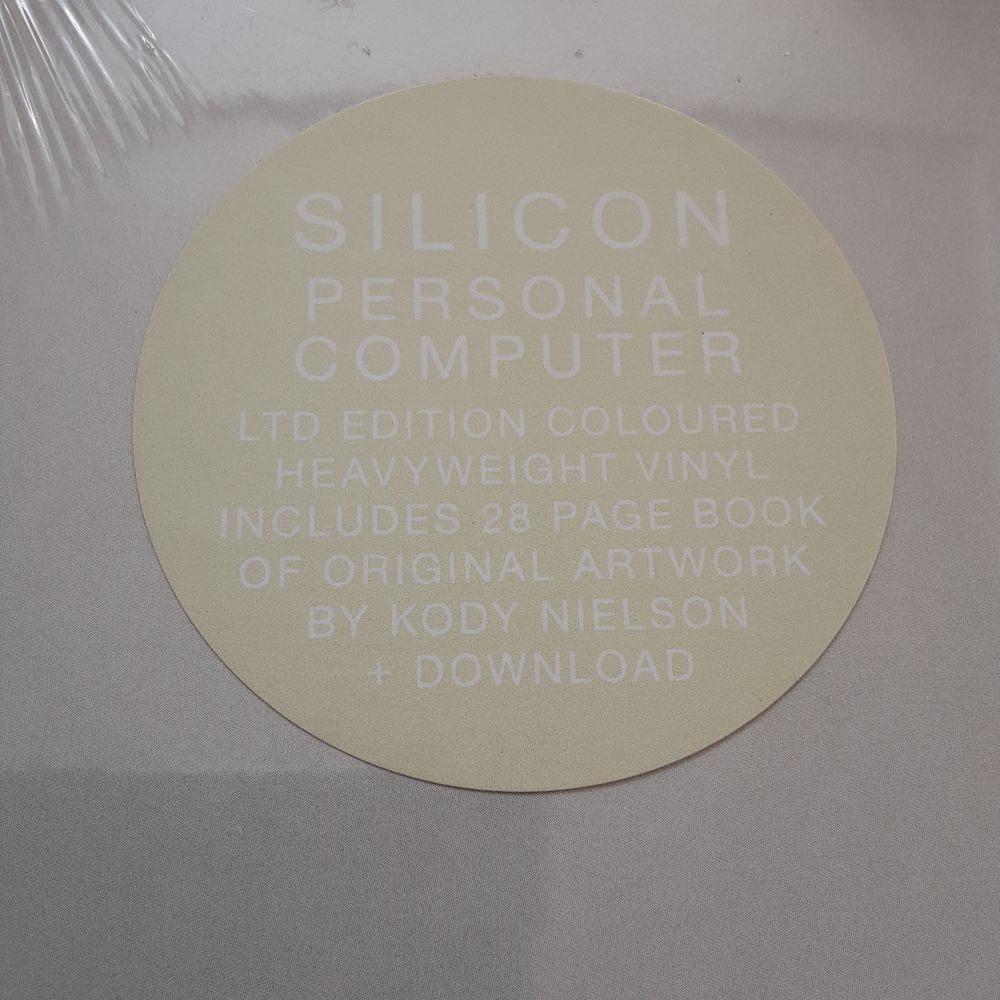 SILICON
PERSONAL
COMPUTER
LTD EDITION COLOURED
HEAVYWEIGHT VINYL
INCLUDES 28 PAGE BOOK
OF ORIGINAL ARTWORK
BY KODY NIELSON
+ DOWNLOAD